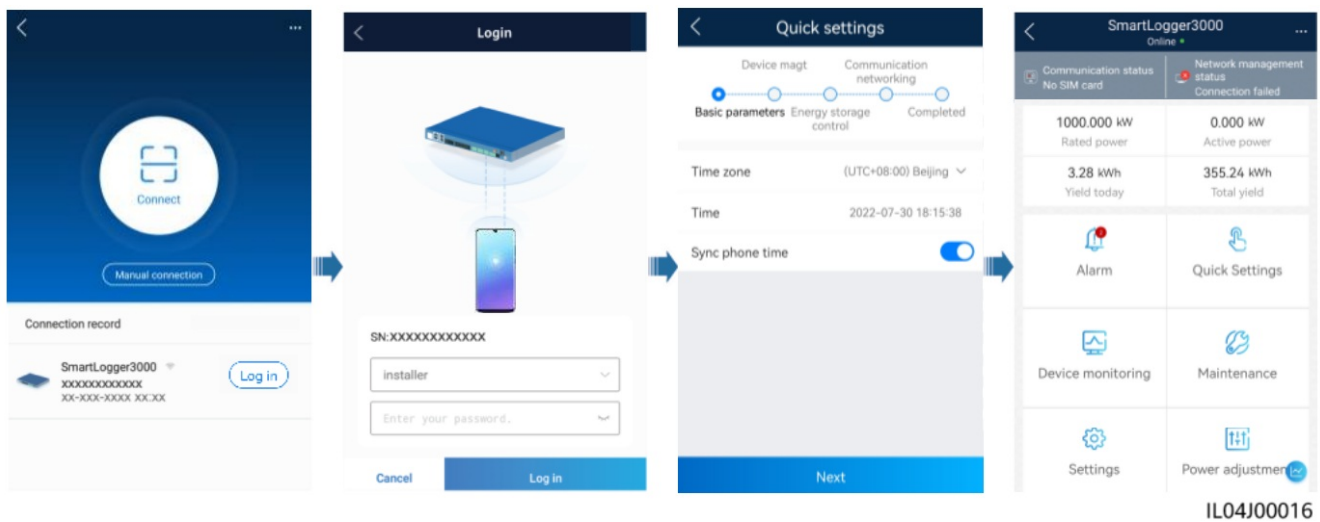 ...
Connect
Manual connection
Connection record
SmartLogger3000
XXXXXXXXXXXX
XX-XXX-XXXX XX:XX
Log in
Login
SN:XXXXXXXXXXXX
installer
Enter your password.
Cancel
Log in
Quick settings
Device magt
Communication
networking
Basic parameters
Energy storage
control
Completed
Time zone
(UTC+08:00) Beijing
Time
2022-07-30 18:15:38
Sync phone time
Next
SmartLogger3000
Online
...
Communication status
No SIM card
Network management
status
Connection failed
1000.000 kW
Rated power
0.000 kW
Active power
3.28 kWh
Yield today
355.24 kWh
Total yield
Alarm
Quick Settings
Device monitoring
Maintenance
Settings
Power adjustmen
IL04J00016